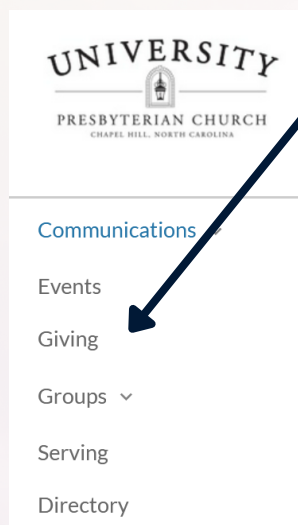 UNIVERSITY
PRESBYTERIAN CHURCH
CHAPEL HILL, NORTH CAROLINA
Communications
Events
Giving
Groups
Serving
Directory